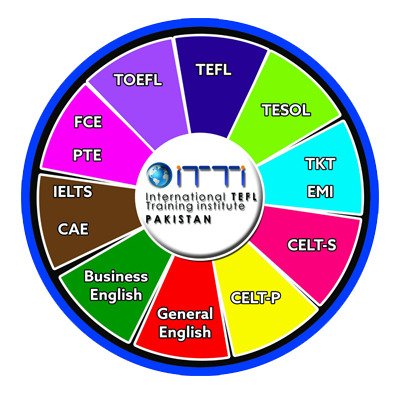 TEFL
TESOL
TKT
EMI
CELT-S
CELT-P
General
English
Business
English
IELTS
CAE
FCE
PTE
TOEFL
iTTi
International TEFL
Training institute
PAKISTAN